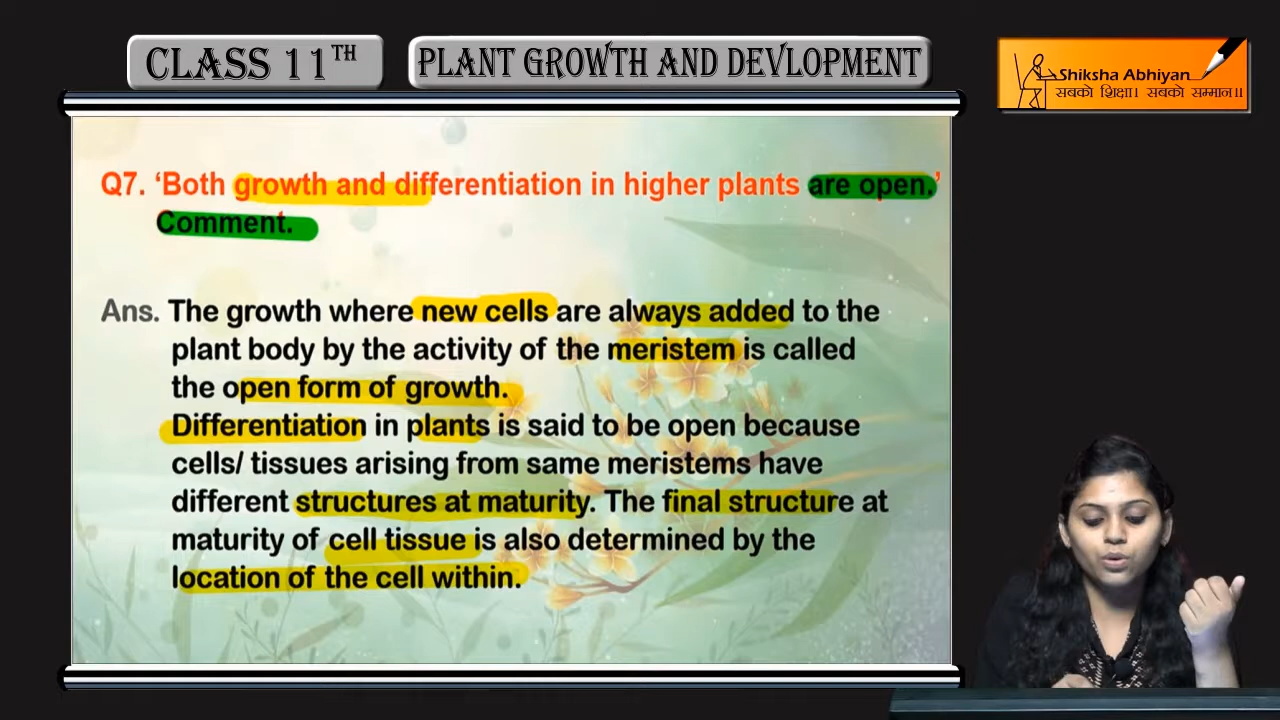 CLASS 11TH
PLANT GROWTH AND DEVLOPMENT
Shiksha Abhiyan
सबको शिक्षा। सबको सम्मान॥
Q7. ‘Both growth and differentiation in higher plants are open.’
Comment.
Ans. The growth where new cells are always added to the
plant body by the activity of the meristem is called
the open form of growth.
Differentiation in plants is said to be open because
cells/ tissues arising from same meristems have
different structures at maturity. The final structure at
maturity of cell tissue is also determined by the
location of the cell within.